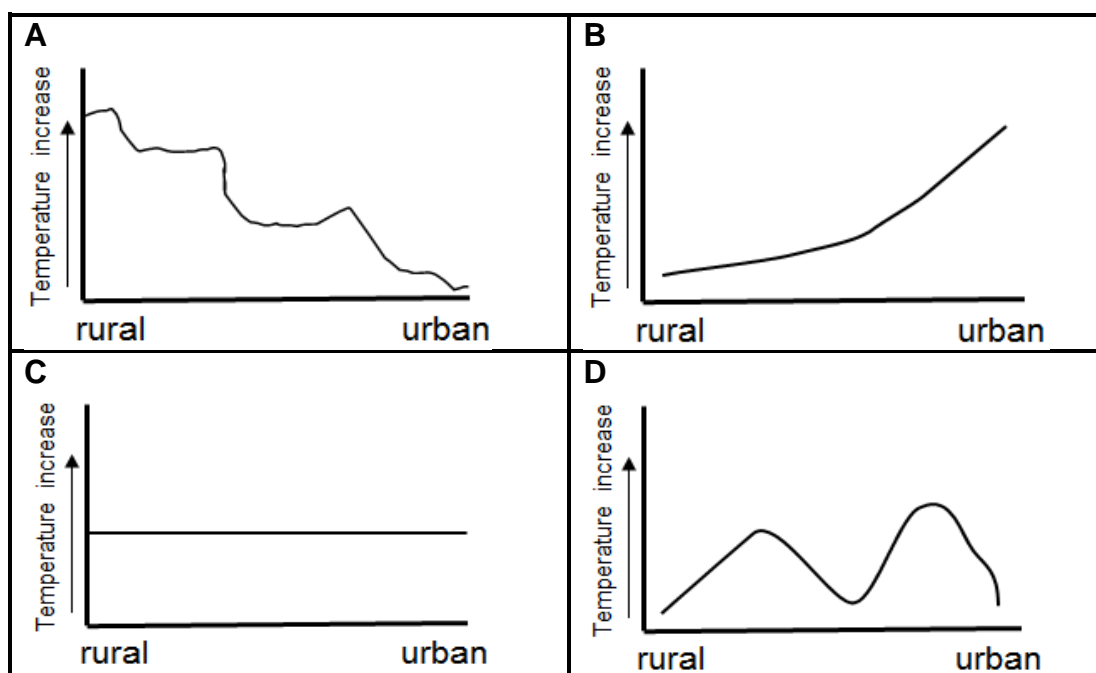 A
Temperature increase
rural urban
B
Temperature increase
rural urban
C
Temperature increase
rural urban
D
Temperature increase
rural urban